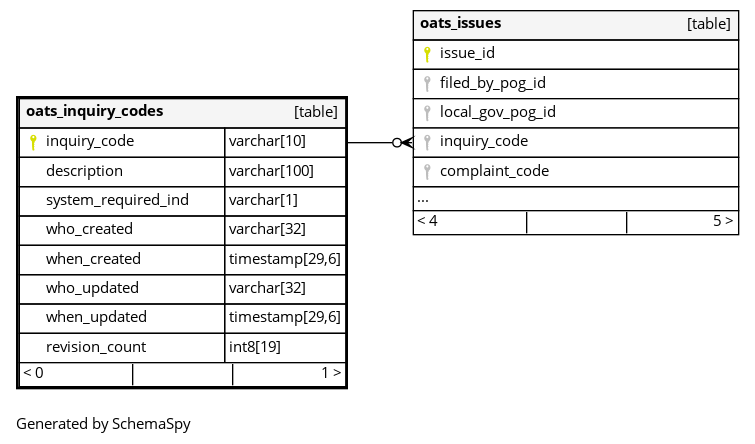 oats_issues [table]
issue_id
filed_by_pog_id
local_gov_pog_id
inquiry_code
complaint_code
...
< 4 5 >
oats_inquiry_codes [table]
inquiry_code varchar[10]
description varchar[100]
system_required_ind varchar[1]
who_created varchar[32]
when_created timestamp[29,6]
who_updated varchar[32]
when_updated timestamp[29,6]
revision_count int8[19]
< 0 1 >
Generated by SchemaSpy